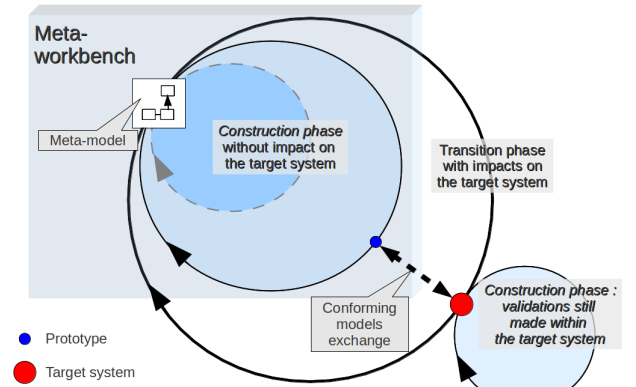 Meta-
workbench
Construction phase
without impact on
the target system
Meta-model
Transition phase
with impacts on
the target system
Construction phase :
validations still
made within
the target system
Conforming
models
exchange
Prototype
Target system